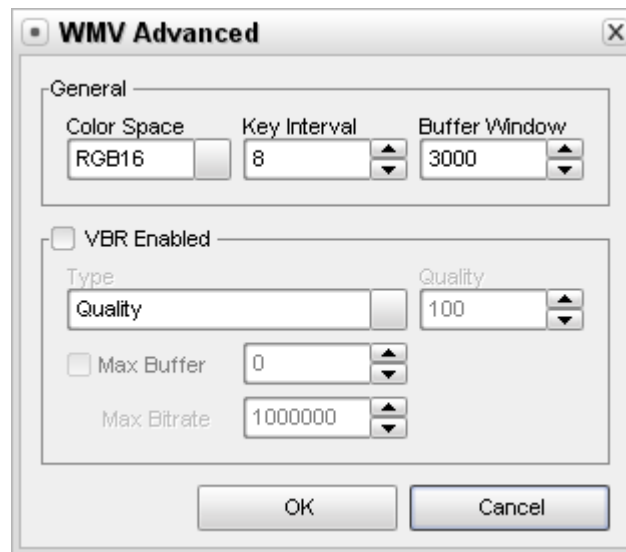 WMV Advanced
General
Color Space Key Interval Buffer Window
RGB16 8 3000
VBR Enabled
Type Quality
Quality 100
Max Buffer 0
Max Bitrate 1000000
OK Cancel